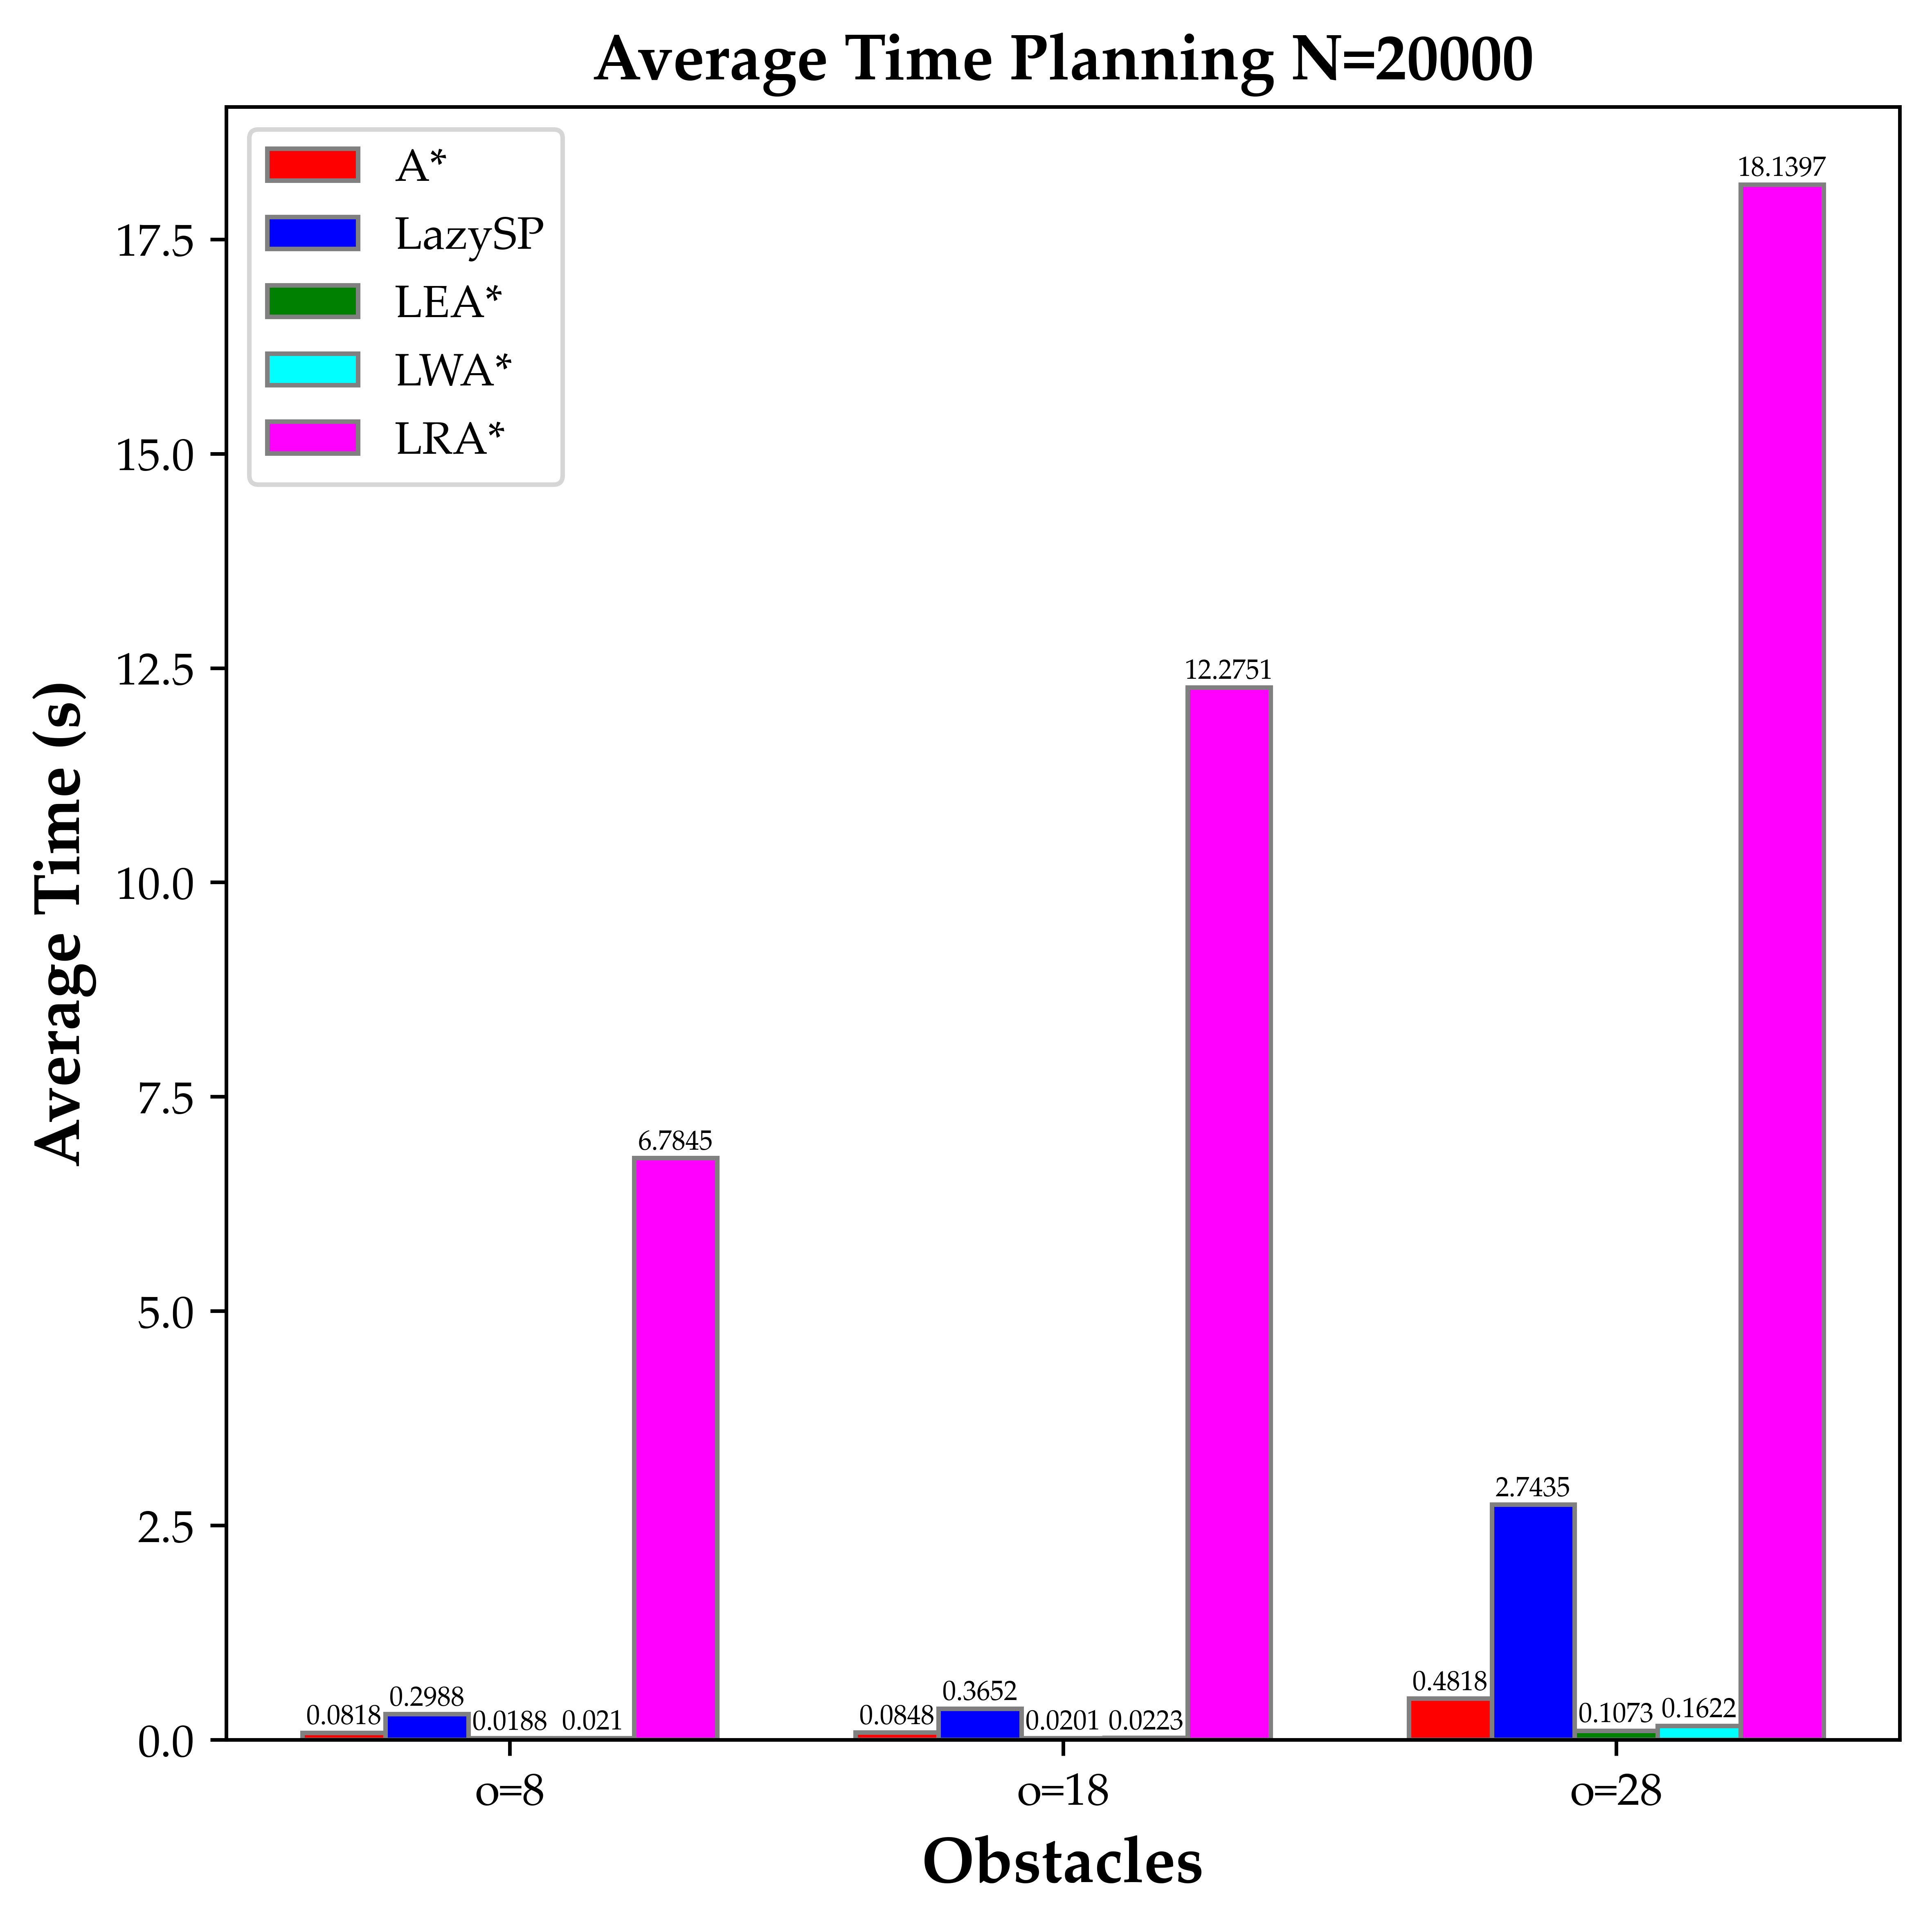 Average Time Planning N=20000
A*
LazySP
LEA*
LWA*
LRA*
Average Time (s)
17.5
15.0
12.5
10.0
7.5
5.0
2.5
0.0
0.0818
0.2988
0.0188
0.021
6.7845
0.0848
0.3652
0.0201
0.0223
12.2751
0.4818
2.7435
0.1073
0.1622
18.1397
o=8
o=18
o=28
Obstacles